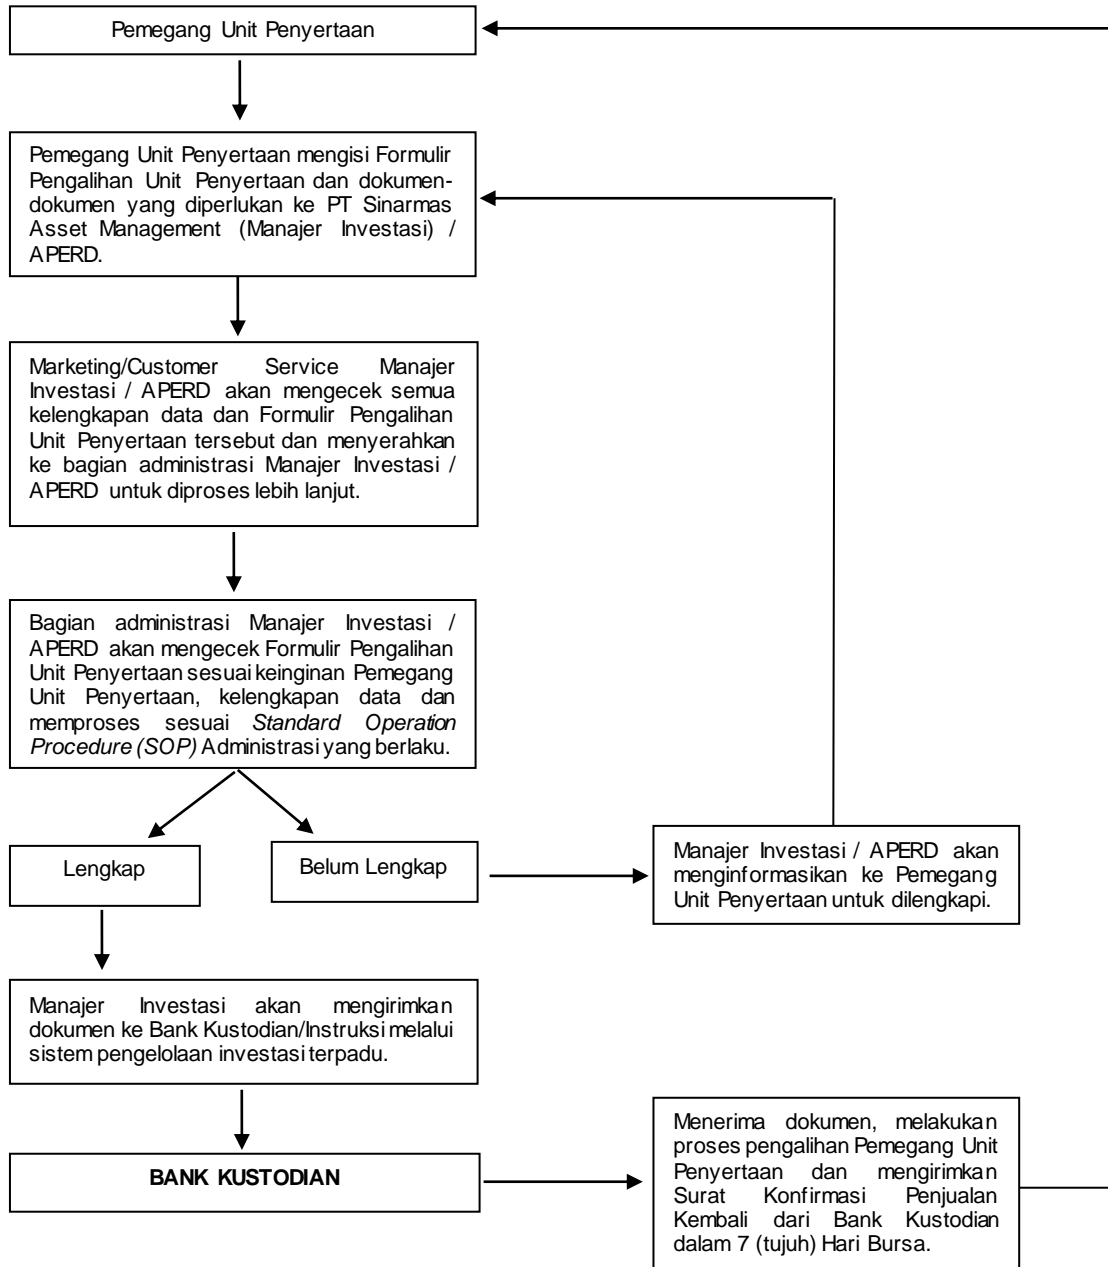 Pemegang Unit Penyertaan
Pemegang Unit Penyertaan mengisi Formulir
Pengalihan Unit Penyertaan dan dokumen-
dokumen yang diperlukan ke PT Sinarmas
Asset Management (Manajer Investasi) /
APERD.
Marketing/Customer Service Manajer
Investasi / APERD akan mengecek semua
kelengkapan data dan Formulir Pengalihan
Unit Penyertaan tersebut dan menyerahkan
ke bagian administrasi Manajer Investasi /
APERD untuk diproses lebih lanjut.
Bagian administrasi Manajer Investasi /
APERD akan mengecek Formulir Pengalihan
Unit Penyertaan sesuai keinginan Pemegang
Unit Penyertaan, kelengkapan data dan
memproses sesuai Standard Operation
Procedure (SOP) Administrasi yang berlaku.
Lengkap
Belum Lengkap
Manajer Investasi / APERD akan
menginformasikan ke Pemegang
Unit Penyertaan untuk dilengkapi.
Manajer Investasi akan mengirimkan
dokumen ke Bank Kustodian/Instruksi melalui
sistem pengelolaan investasi terpadu.
BANK KUSTODIAN
Menerima dokumen, melakukan
proses pengalihan Pemegang Unit
Penyertaan dan mengirimkan
Surat Konfirmasi Penjualan
Kembali dari Bank Kustodian
dalam 7 (tujuh) Hari Bursa.